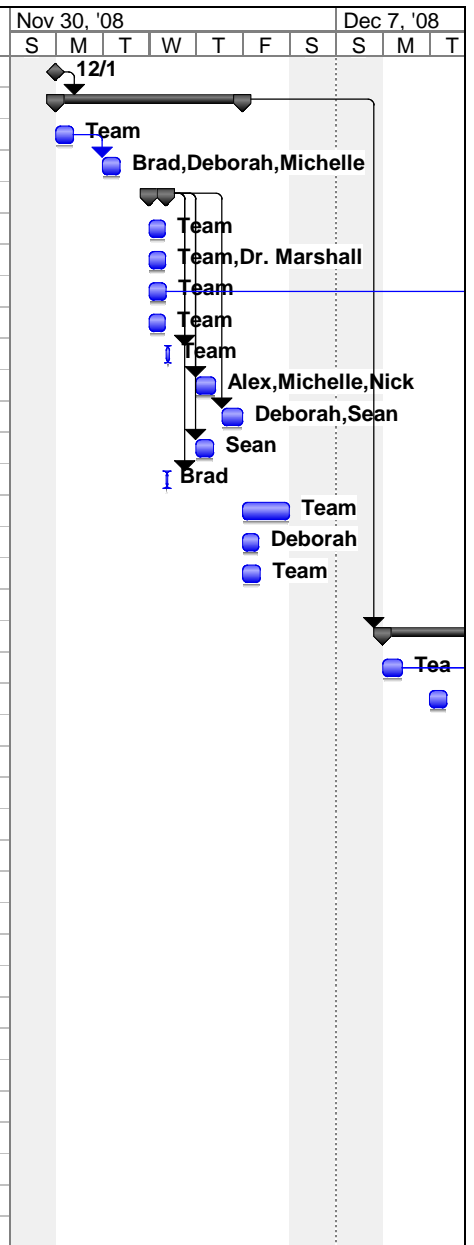 Nov 30, '08 Dec 7, '08
S M T W T F S S M T
12/1
Team
Brad,Deborah,Michelle
Team
Team,Dr. Marshall
Team
Team
Team
Alex,Michelle,Nick
Deborah,Sean
Sean
Brad
Team
Deborah
Team
Tea